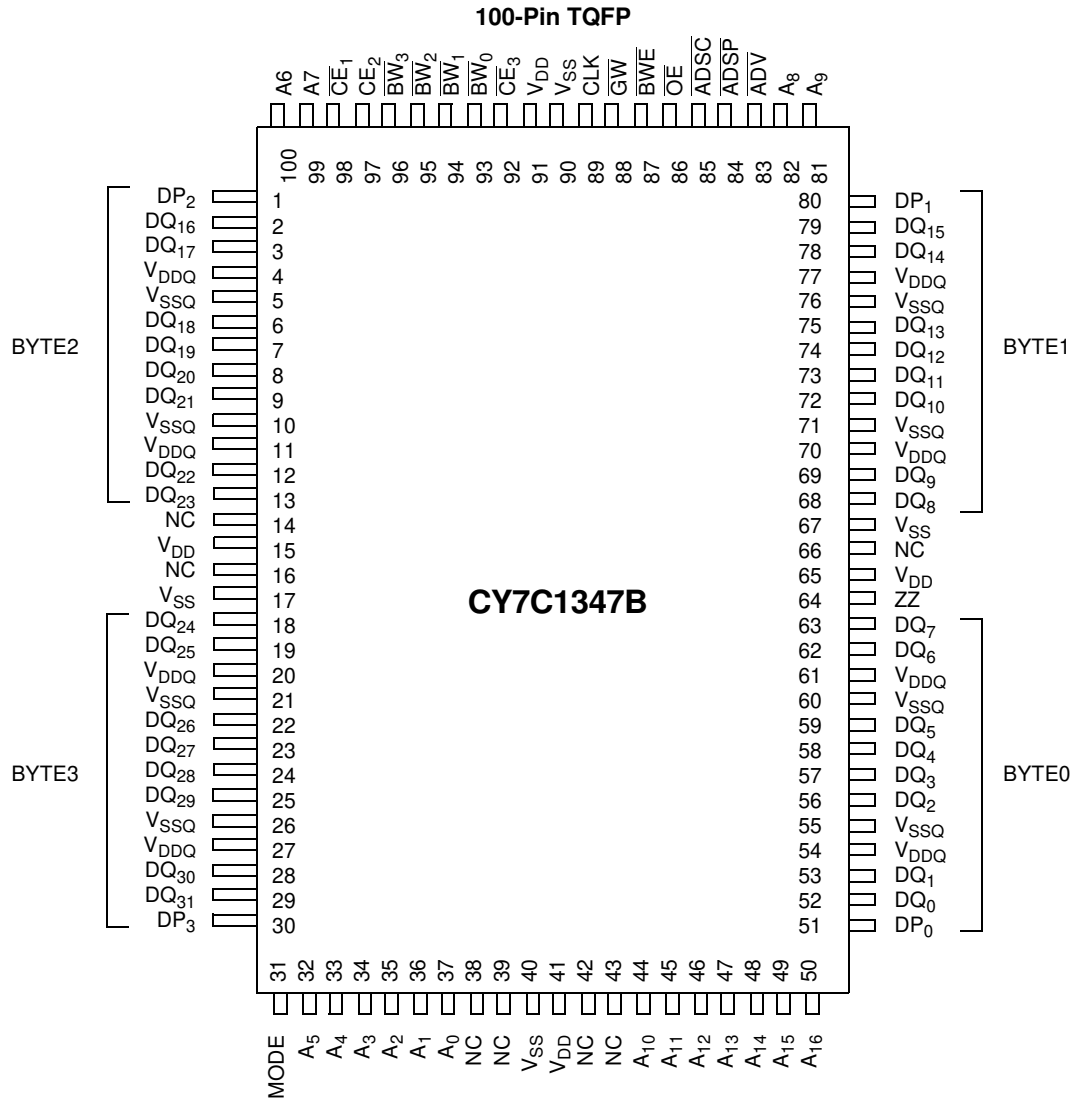 100-Pin TQFP
A6 A7 CE1 CE2 BW3 BW2 BW1 BW0 CE3 VDD VSS CLK GW BWE OE ADSC ADSP ADV A8 A9
100 99 98 97 96 95 94 93 92 91 90 89 88 87 86 85 84 83 82 81
DP2 1 80 DP1
DQ16 2 79 DQ15
DQ17 3 78 DQ14
VDDQ 4 77 VDDQ
VSSQ 5 76 VSSQ
DQ18 6 75 DQ13
BYTE2 DQ19 7 74 DQ12 BYTE1
DQ20 8 73 DQ11
DQ21 9 72 DQ10
VSSQ 10 71 VSSQ
VDDQ 11 70 VDDQ
DQ22 12 69 DQ9
DQ23 13 68 DQ8
NC 14 67 VSS
VDD 15 66 NC
NC 16 65 VDD
VSS 17 CY7C1347B 64 ZZ
DQ24 18 63 DQ7
DQ25 19 62 DQ6
VDDQ 20 61 VDDQ
VSSQ 21 60 VSSQ
DQ26 22 59 DQ5
DQ27 23 58 DQ4
BYTE3 DQ28 24 57 DQ3 BYTE0
DQ29 25 56 DQ2
VSSQ 26 55 VSSQ
VDDQ 27 54 VDDQ
DQ30 28 53 DQ1
DQ31 29 52 DQ0
DP3 30 51 DP0
31 32 33 34 35 36 37 38 39 40 41 42 43 44 45 46 47 48 49 50
MODE A5 A4 A3 A2 A1 A0 NC NC VSS VDD NC NC A10 A11 A12 A13 A14 A15 A16